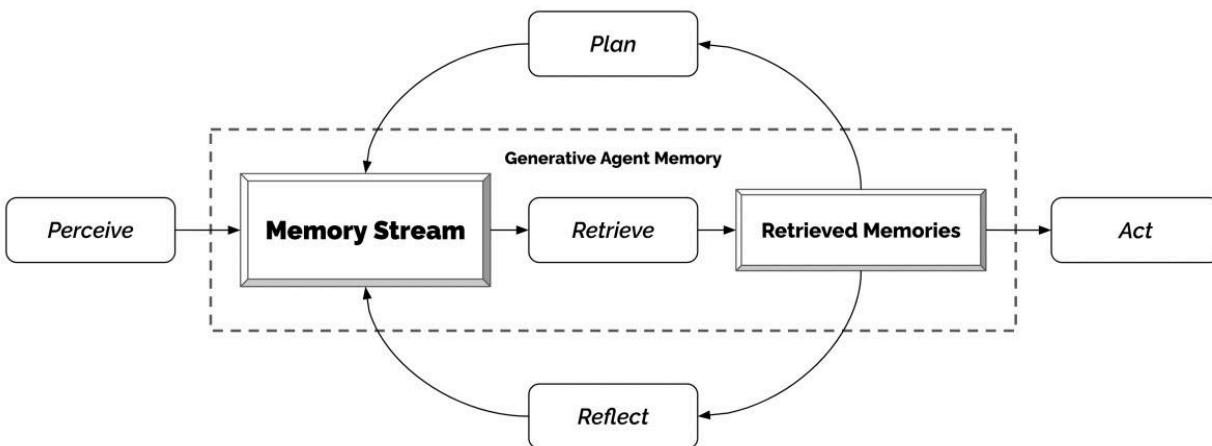 Plan
Generative Agent Memory
Perceive
Memory Stream
Retrieve
Retrieved Memories
Act
Reflect